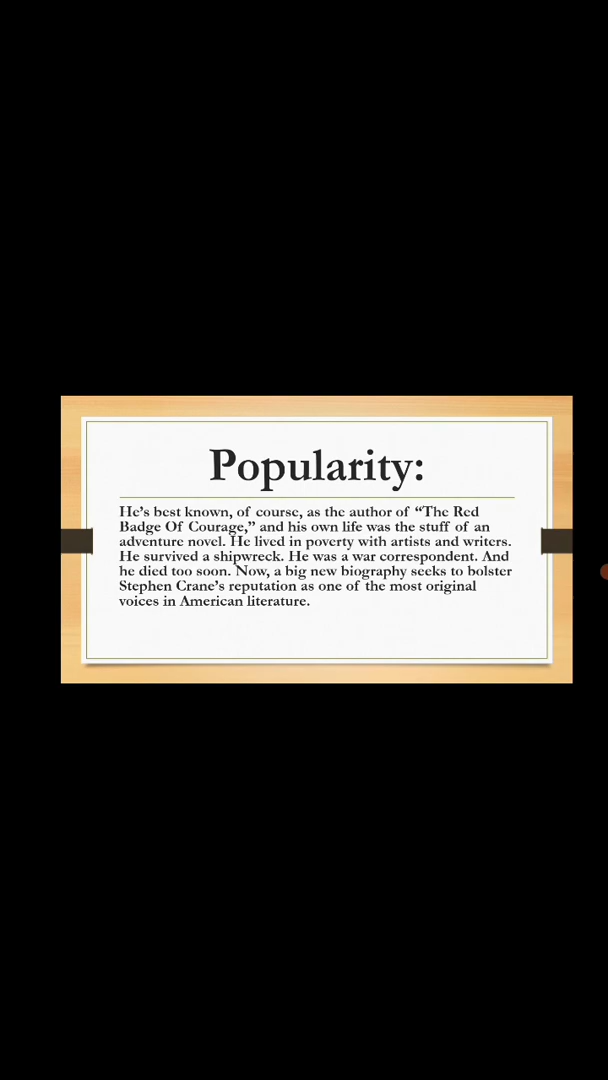 Popularity:
He’s best known, of course, as the author of “The Red
Badge Of Courage,” and his own life was the stuff of an
adventure novel. He lived in poverty with artists and writers.
He survived a shipwreck. He was a war correspondent. And
he died too soon. Now, a big new biography seeks to bolster
Stephen Crane’s reputation as one of the most original
voices in American literature.